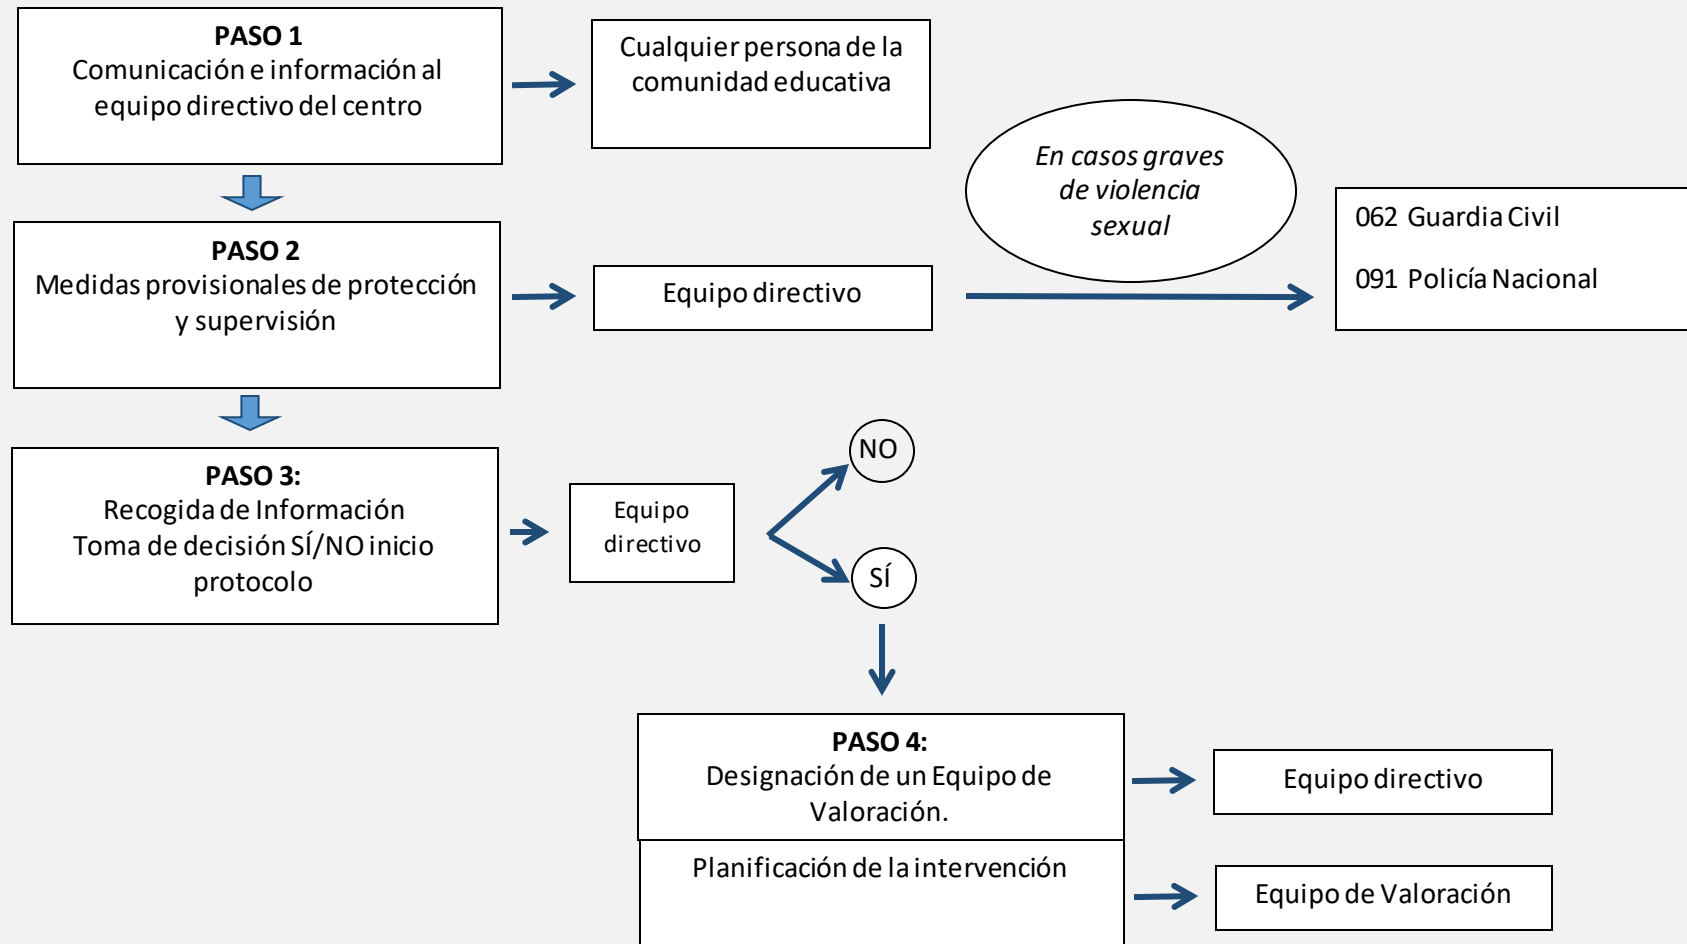 PASO 1
Comunicación e información al
equipo directivo del centro
Cualquier persona de la
comunidad educativa
En casos graves
de violencia
sexual
062 Guardia Civil
091 Policía Nacional
PASO 2
Medidas provisionales de protección
y supervisión
Equipo directivo
PASO 3:
Recogida de Información
Toma de decisión SÍ/NO inicio
protocolo
Equipo
directivo
NO
SÍ
PASO 4:
Designación de un Equipo de
Valoración.
Equipo directivo
Planificación de la intervención
Equipo de Valoración